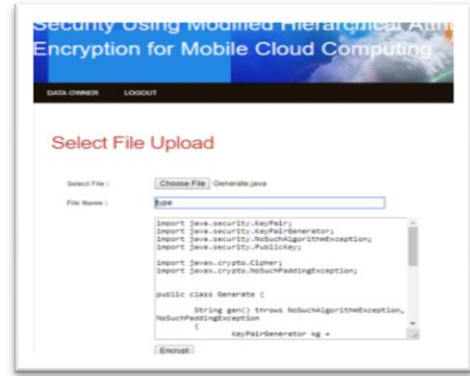 Security Using Modified Hierarchical Attri
Encryption for Mobile Cloud Computing
DATA OWNER LOGOUT
Select File Upload
Select File : Choose File Generate.java
File Name : type
import java.security.KeyPair;
import java.security.KeyPairGenerator;
import java.security.NoSuchAlgorithmException;
import java.security.PublicKey;
import javax.crypto.Cipher;
import javax.crypto.NoSuchPaddingException;
public class Generate {
String gen() throws NoSuchAlgorithmException,
NoSuchPaddingException
{
KeyPairGenerator kg =
Encrypt